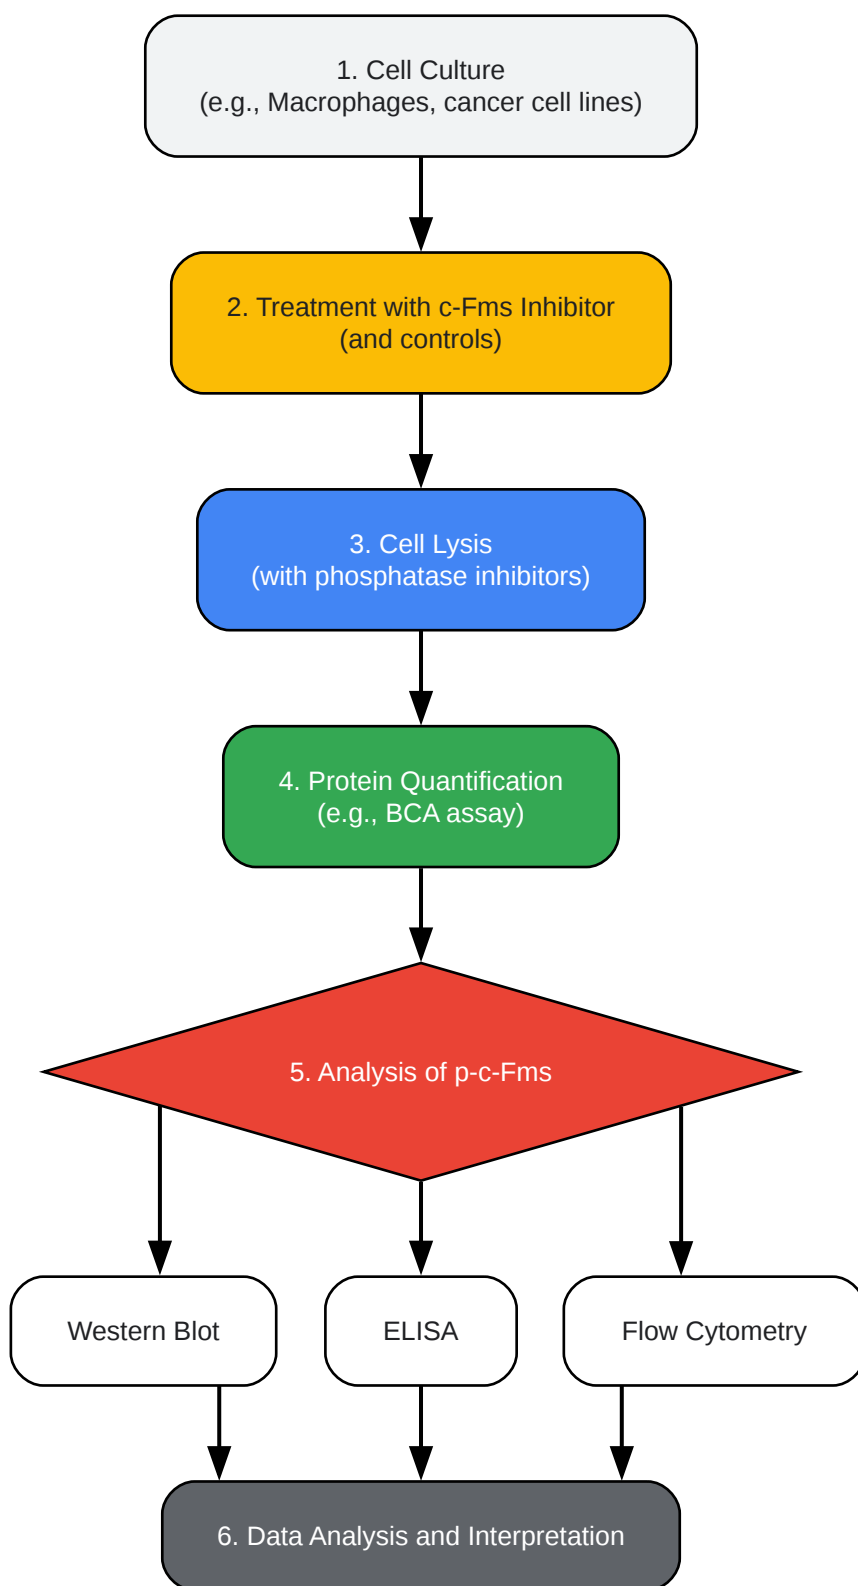 1. Cell Culture
(e.g., Macrophages, cancer cell lines)
2. Treatment with c-Fms Inhibitor
(and controls)
3. Cell Lysis
(with phosphatase inhibitors)
4. Protein Quantification
(e.g., BCA assay)
5. Analysis of p-c-Fms
Western Blot
ELISA
Flow Cytometry
6. Data Analysis and Interpretation